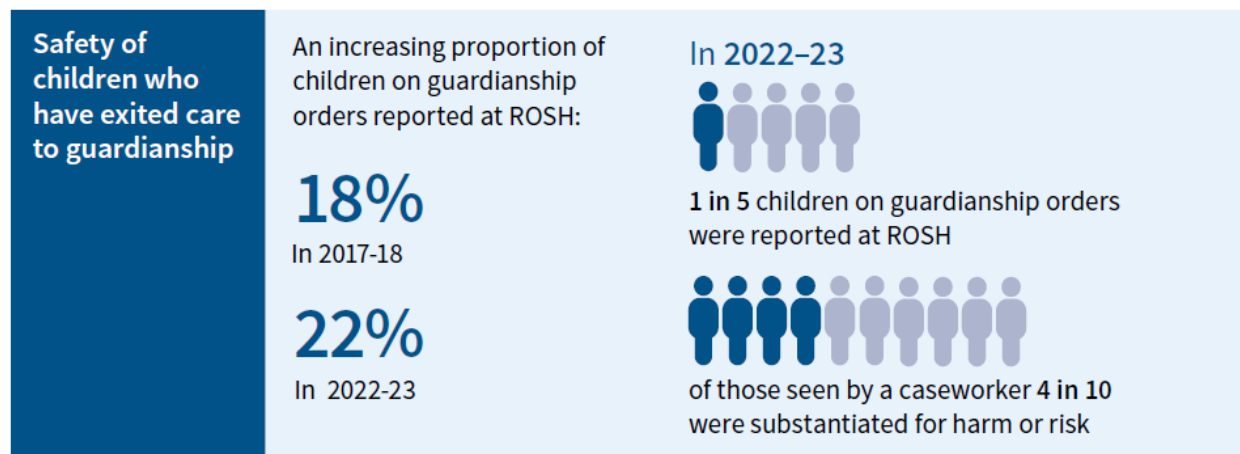 Safety of
children who
have exited care
to guardianship
An increasing proportion of
children on guardianship
orders reported at ROSH:
18%
In 2017-18
22%
In 2022-23
In 2022–23
1 in 5 children on guardianship orders
were reported at ROSH
of those seen by a caseworker 4 in 10
were substantiated for harm or risk